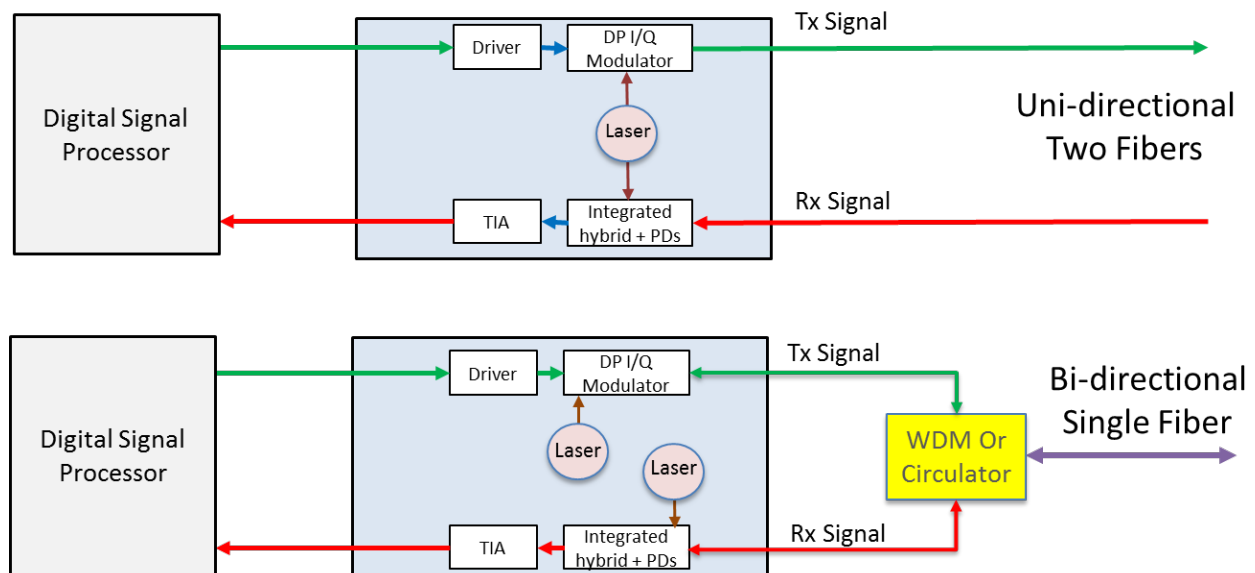 Digital Signal
Processor
Driver
DP I/Q
Modulator
Laser
TIA
Integrated
hybrid + PDs
Tx Signal
Rx Signal
Uni-directional
Two Fibers
Digital Signal
Processor
Driver
DP I/Q
Modulator
Laser
Laser
TIA
Integrated
hybrid + PDs
Tx Signal
Rx Signal
WDM Or
Circulator
Bi-directional
Single Fiber